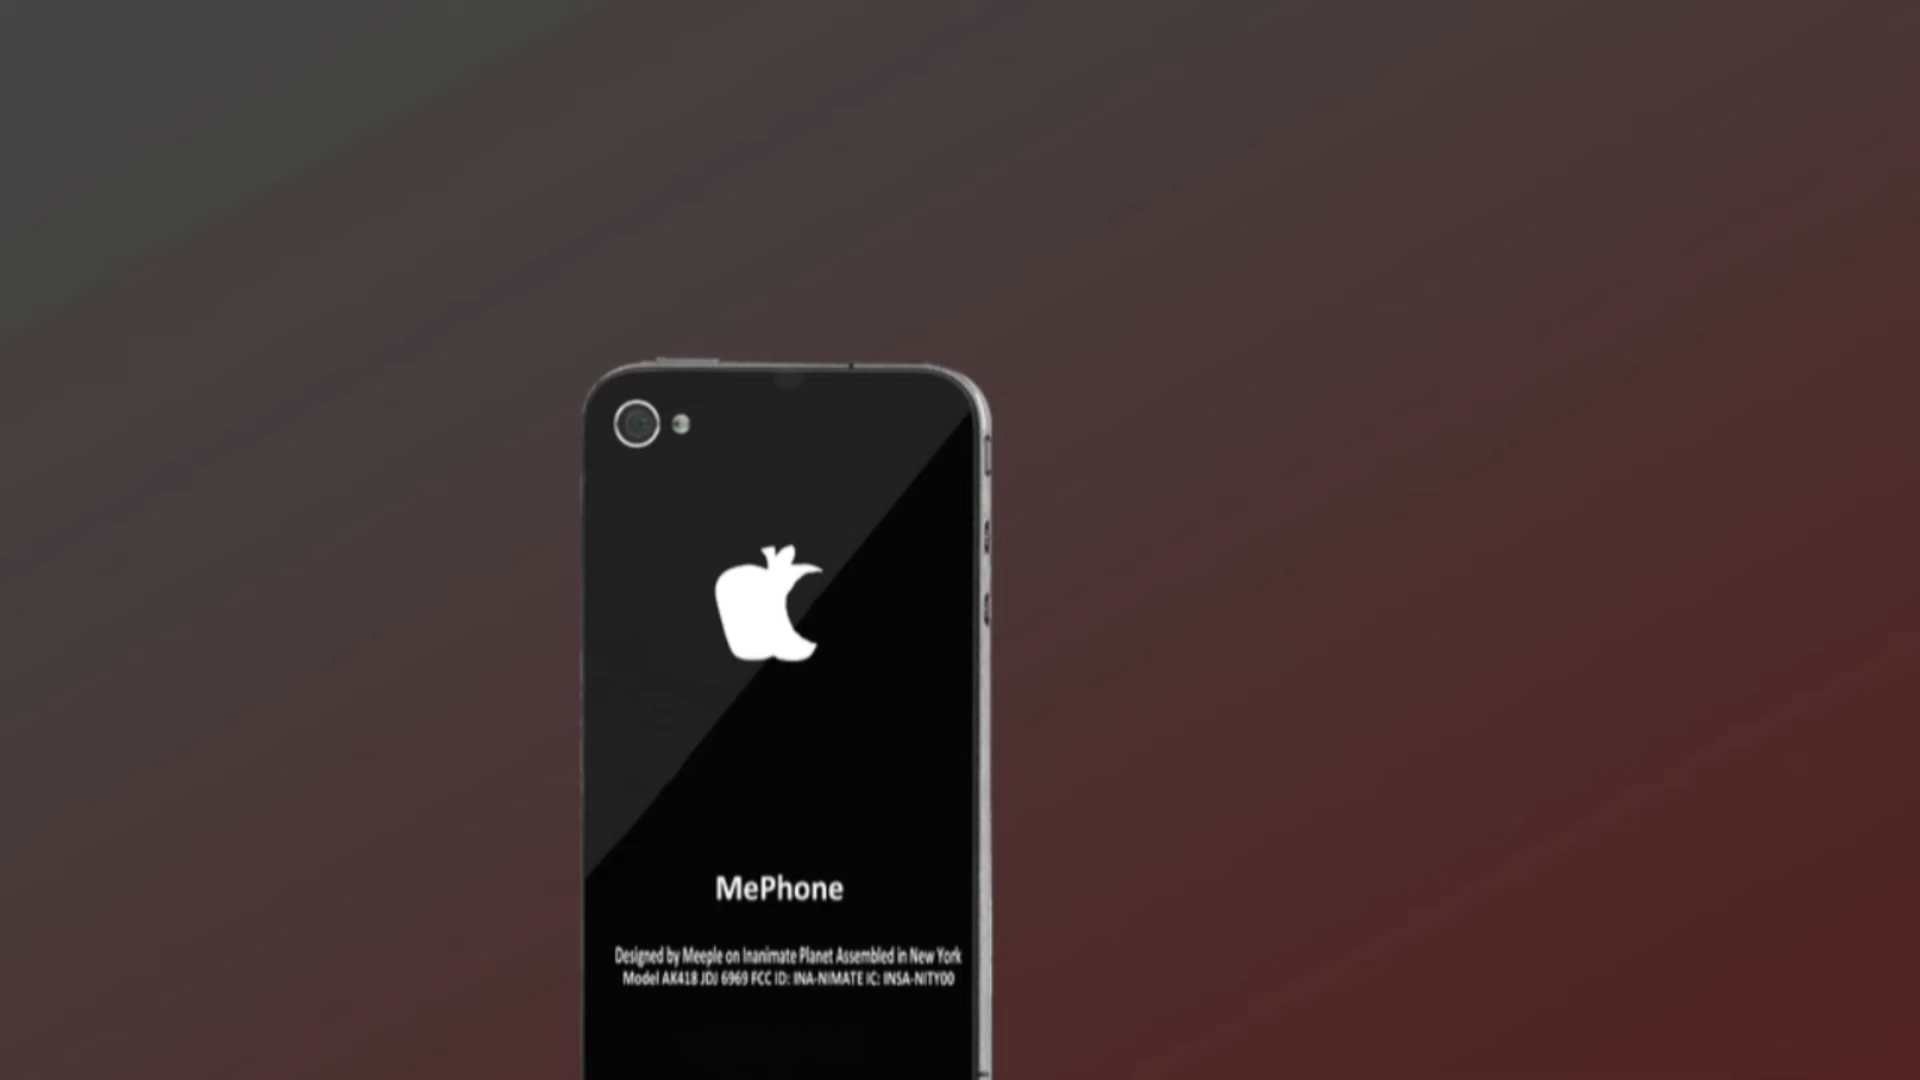 MePhone
Designed by Meeple on Inanimate Planet Assembled in New York
Model AK418 JDJ 6969 FCC ID: INA-NIMATE IC: INSA-NITY00